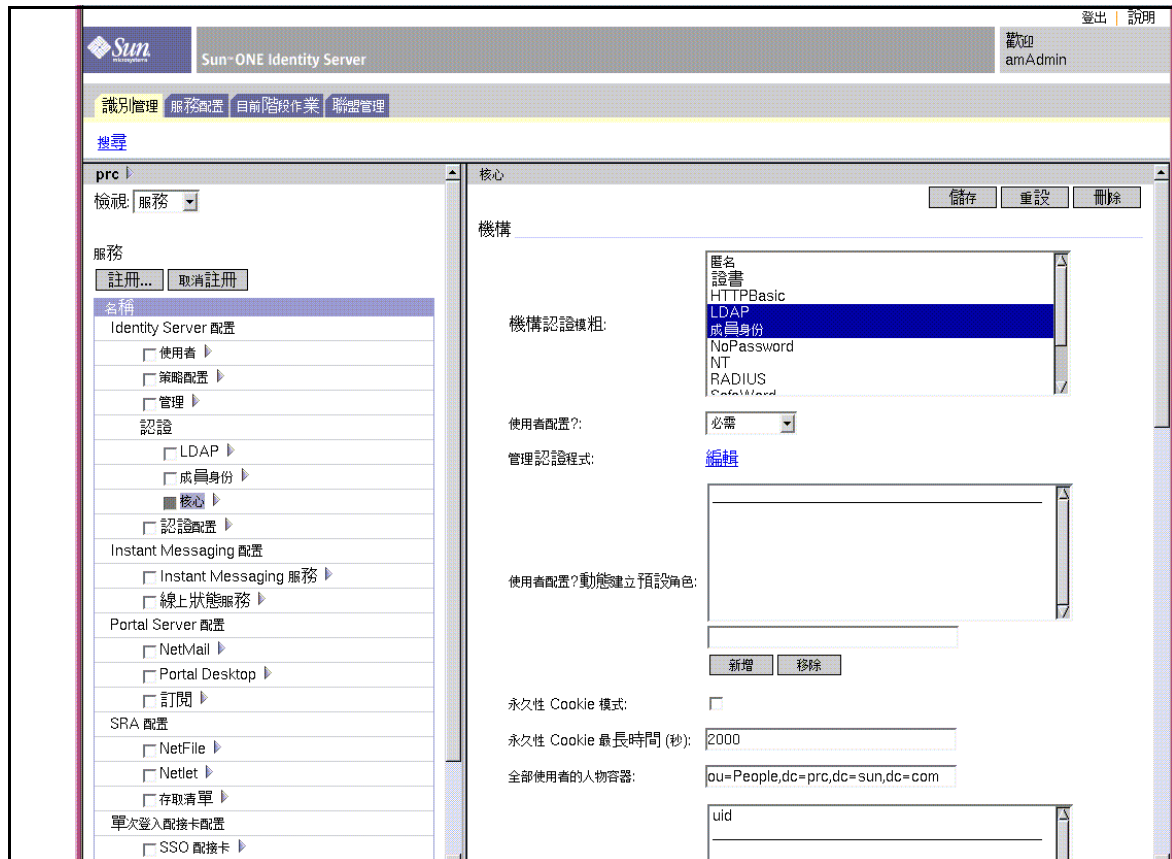 登出 | 說明
Sun
microsystems
Sun™ ONE Identity Server
歡迎
amAdmin
識別管理 服務配置 目前階段作業 聯盟管理
搜尋
prc
檢視: 服務
服務
註冊... 取消註冊
名稱
Identity Server 配置
使用者
策略配置
管理
認證
LDAP
成員身份
核心
認證配置
Instant Messaging 配置
Instant Messaging 服務
線上狀態服務
Portal Server 配置
NetMail
Portal Desktop
訂閱
SRA 配置
NetFile
Netlet
存取清單
單次登入配接卡配置
SSO 配接卡
核心
儲存 重設 刪除
機構
機構認證模粗:
匿名
證書
HTTPBasic
LDAP
成員身份
NoPassword
NT
RADIUS
SafeWord
使用者配置?: 必需
管理認證程式: 編輯
使用者配置?動態建立預設角色:
新增 移除
永久性 Cookie 模式:
永久性 Cookie 最長時間 (秒): 2000
全部使用者的人物容器: ou=People,dc=prc,dc=sun,dc=com
uid